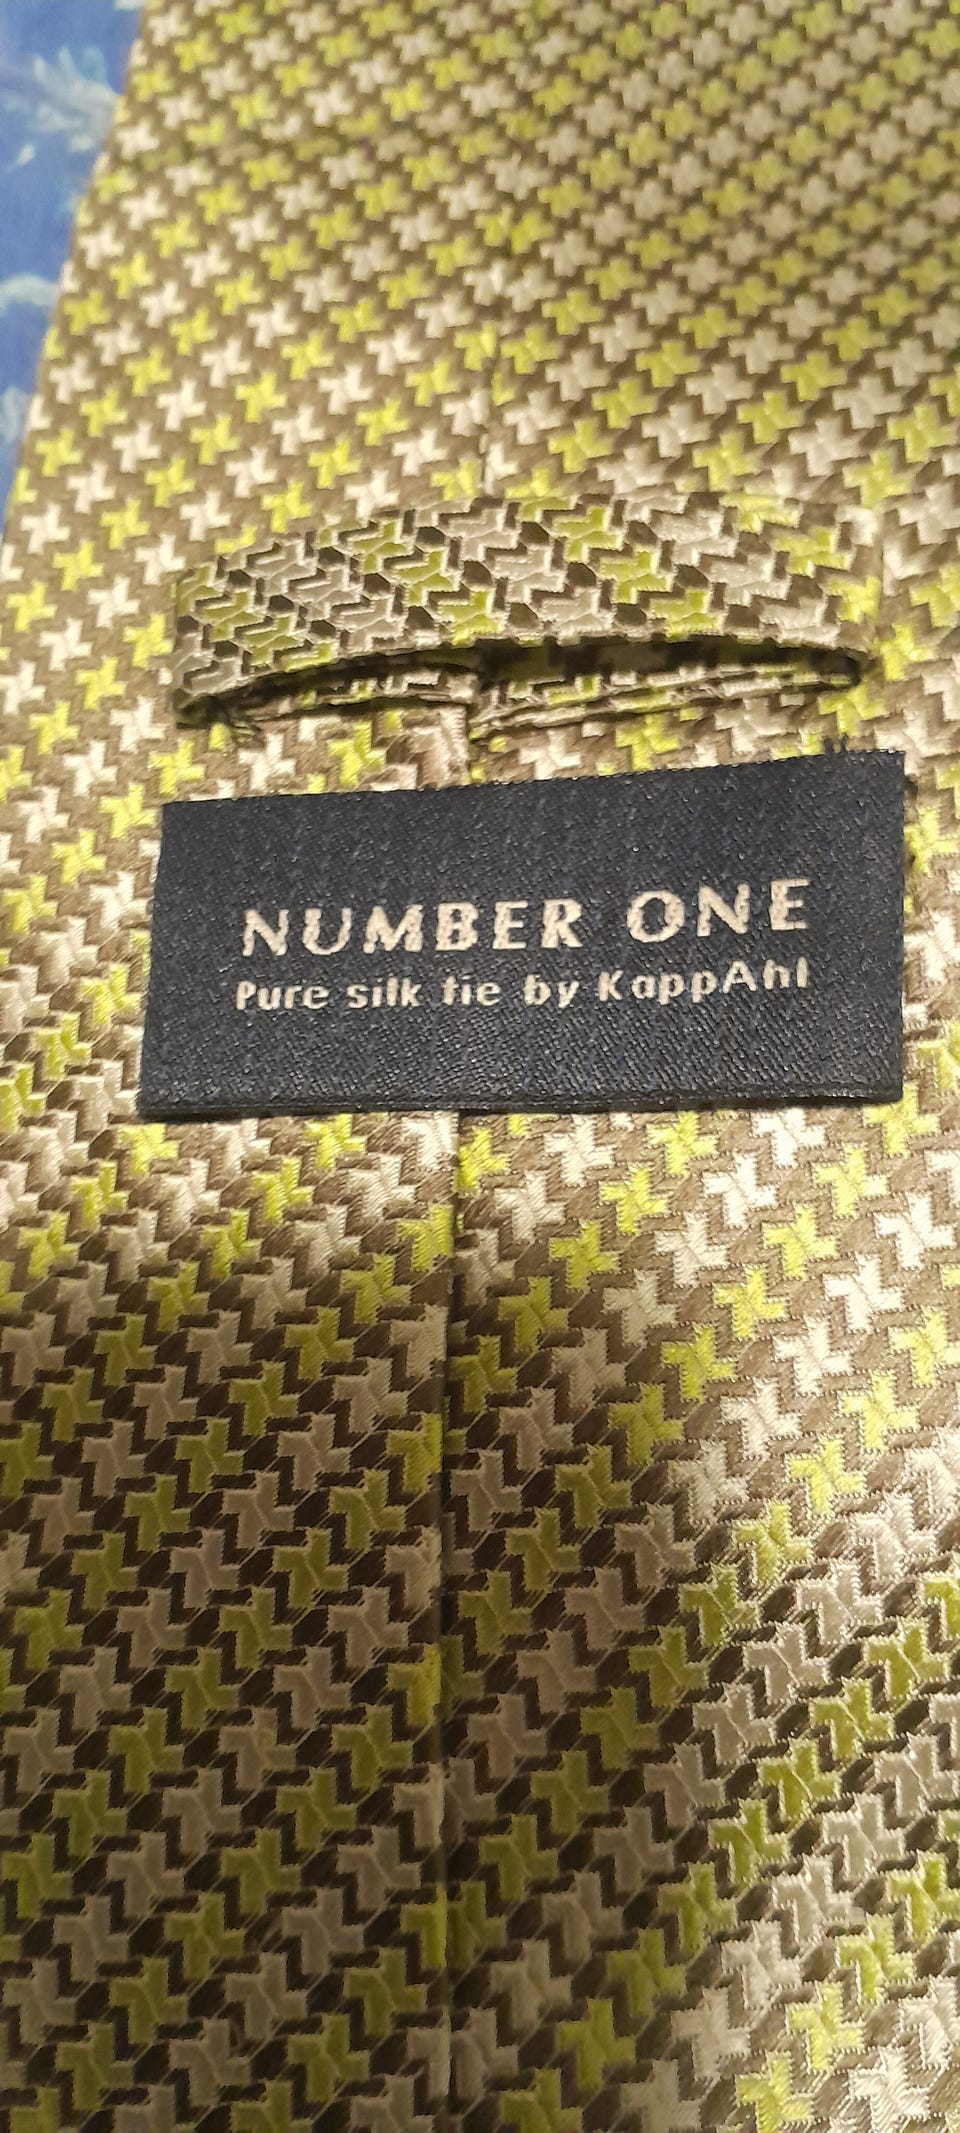 NUMBER ONE
Pure silk tie by KappAhl